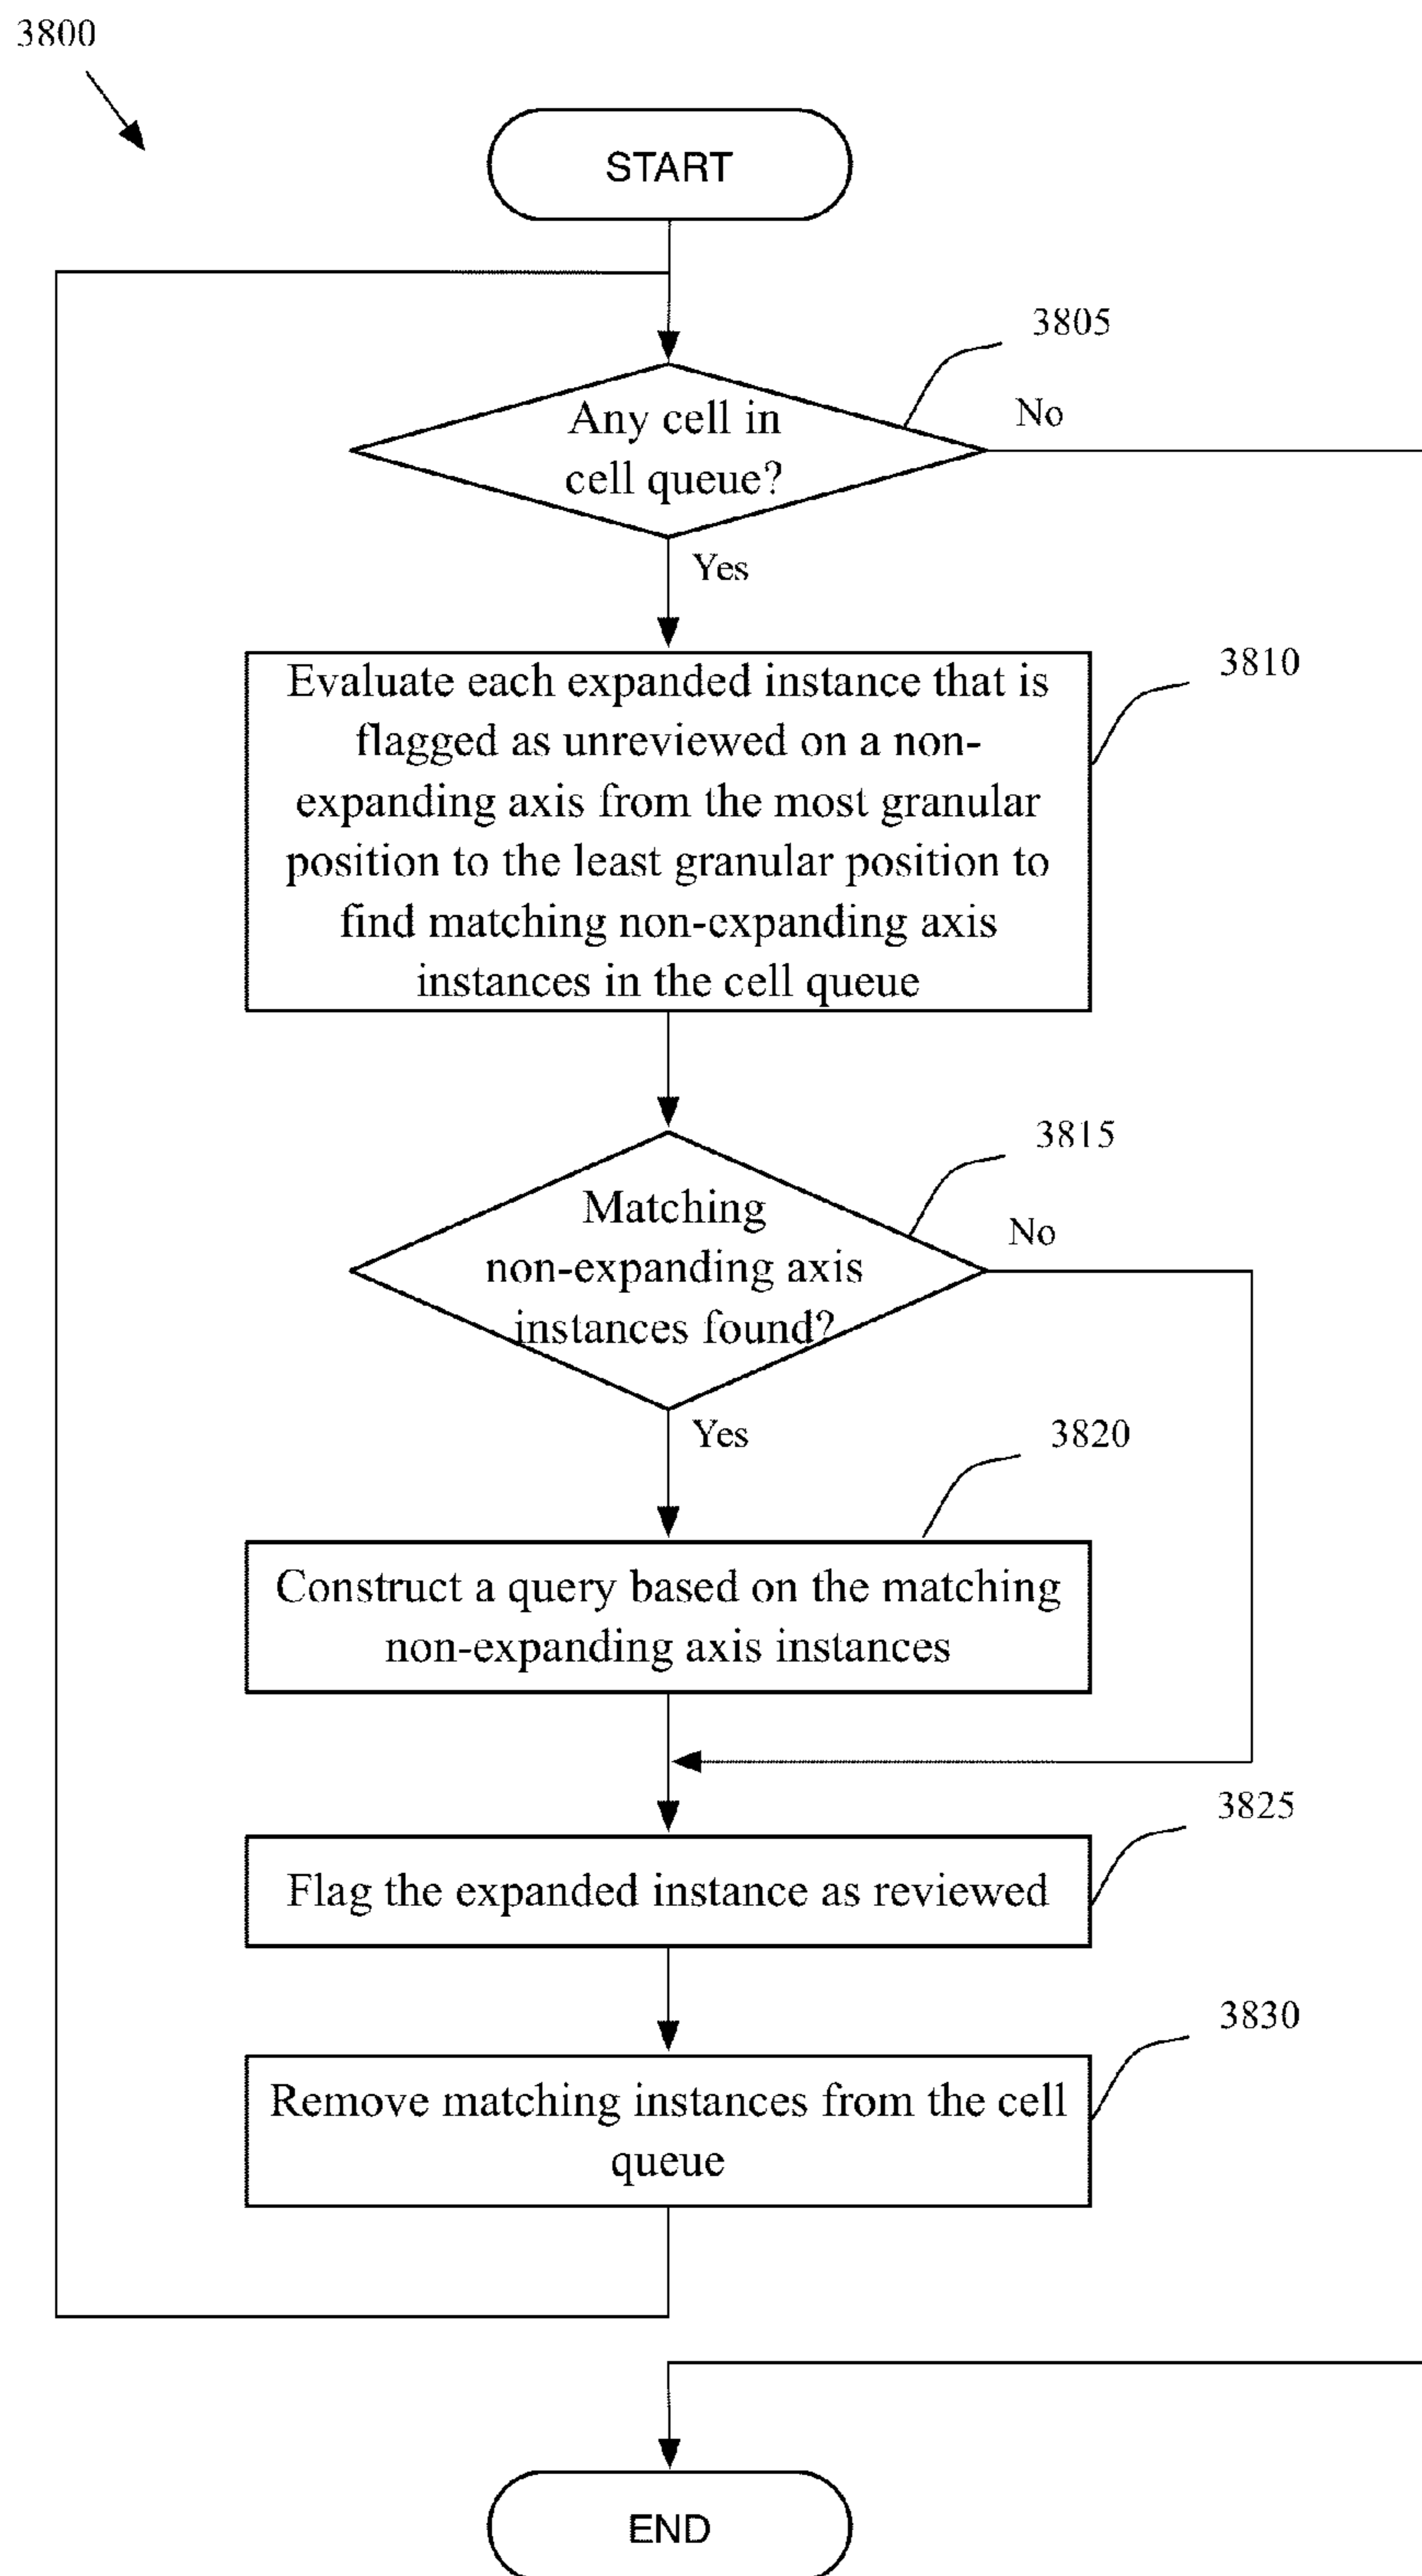 3800
START
3805
Any cell in
cell queue?
No
Yes
3810
Evaluate each expanded instance that is
flagged as unreviewed on a non-
expanding axis from the most granular
position to the least granular position to
find matching non-expanding axis
instances in the cell queue
3815
Matching
non-expanding axis
instances found?
No
Yes
3820
Construct a query based on the matching
non-expanding axis instances
3825
Flag the expanded instance as reviewed
3830
Remove matching instances from the cell
queue
END